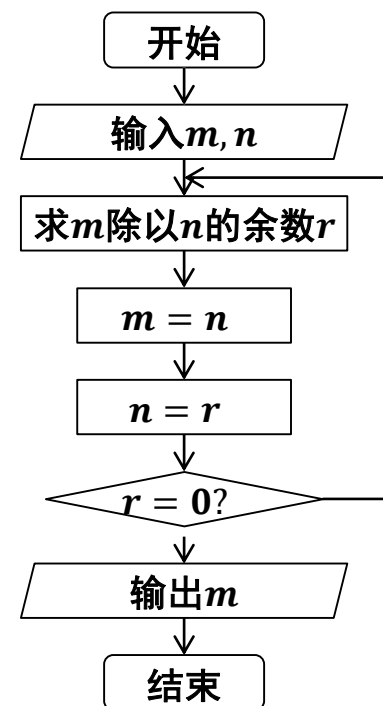 开始
输入m, n
求m除以n的余数r
m = n
n = r
r = 0?
输出m
结束